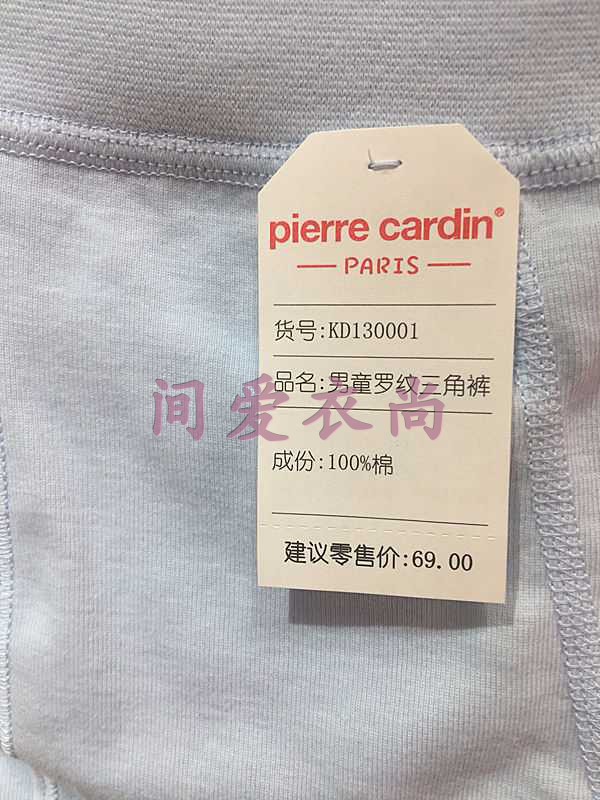 pierre cardin®
PARIS
货号:KD130001
品名:男童罗纹三角裤
间爱衣尚
成份:100%棉
建议零售价:69.00